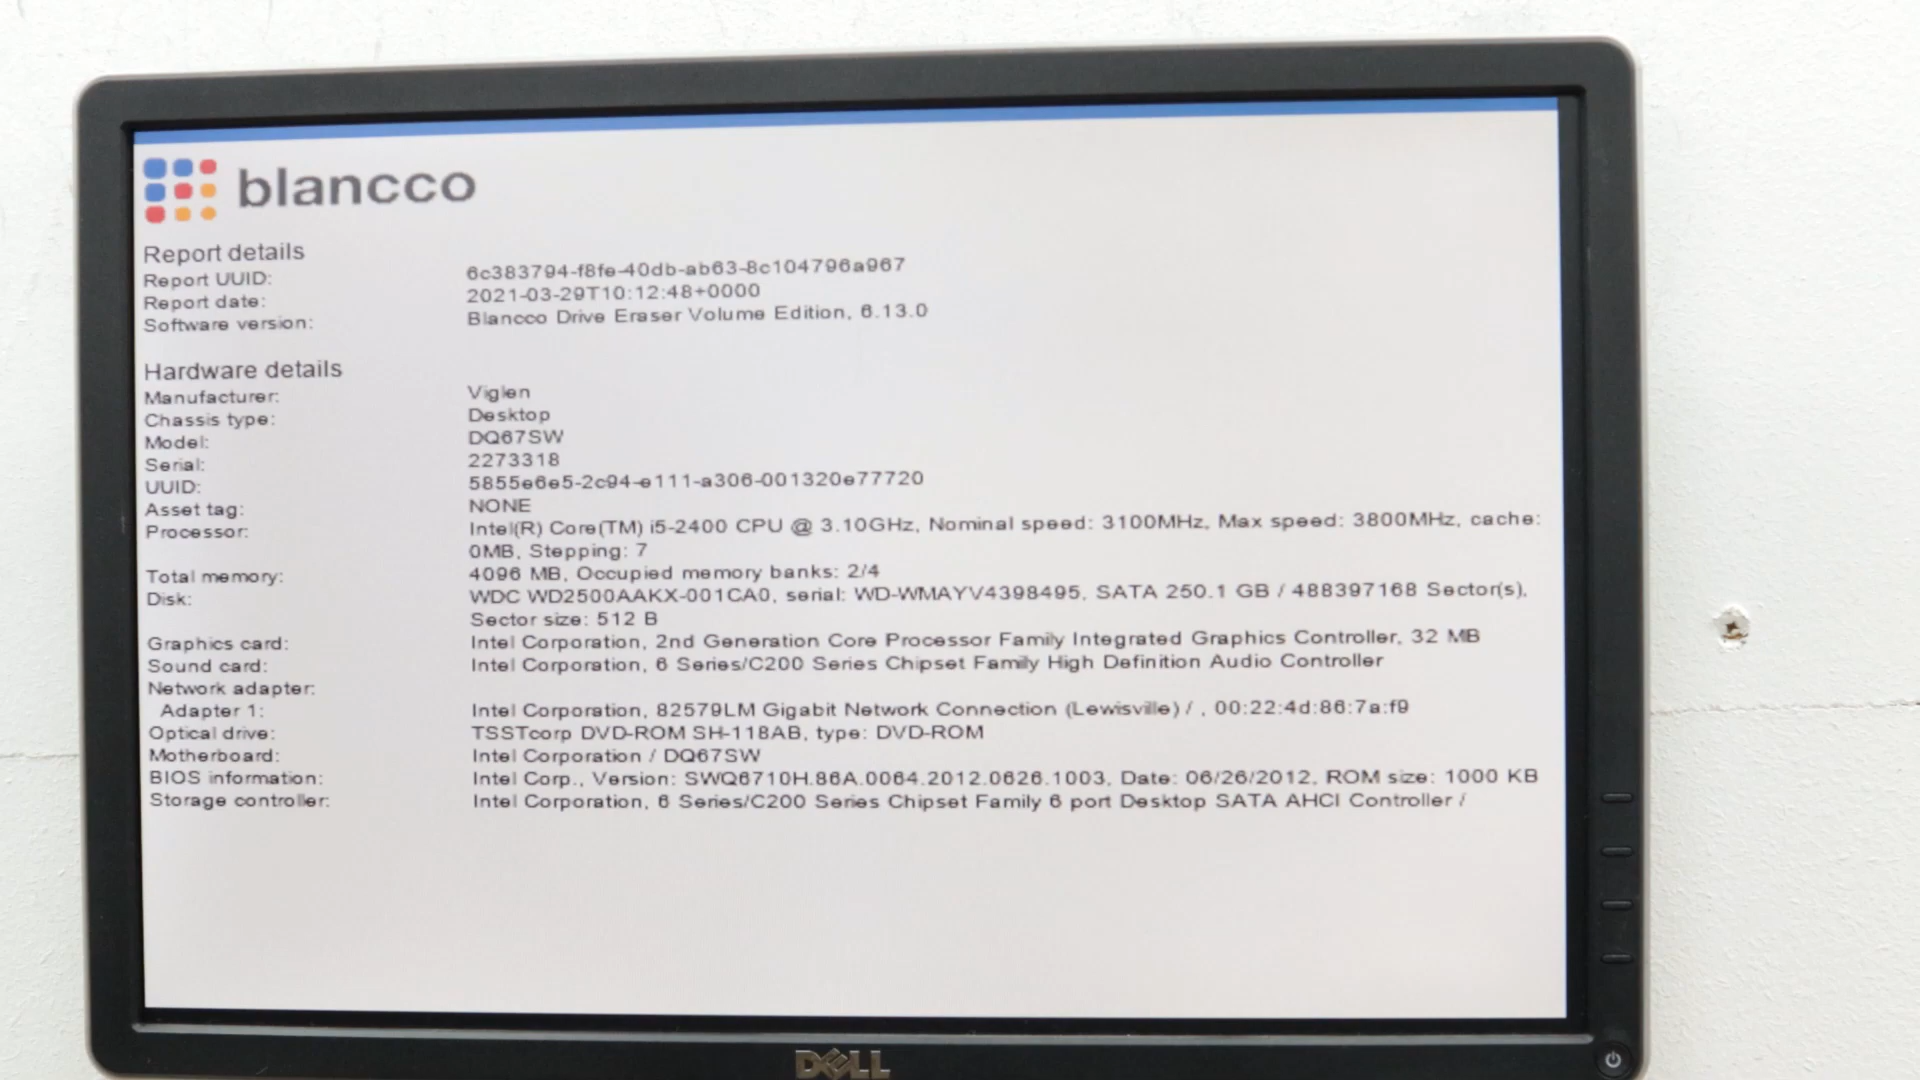 blancco
Report details
Report UUID: 6c383794-f8fe-40db-ab63-8c104796a967
Report date: 2021-03-29T10:12:48+0000
Software version: Blancco Drive Eraser Volume Edition, 6.13.0
Hardware details
Manufacturer: Viglen
Chassis type: Desktop
Model: DQ67SW
Serial: 2273318
UUID: 5855e6e5-2c94-e111-a306-001320e77720
Asset tag: NONE
Processor: Intel(R) Core(TM) i5-2400 CPU @ 3.10GHz, Nominal speed: 3100MHz, Max speed: 3800MHz, cache:
0MB, Stepping: 7
Total memory: 4096 MB, Occupied memory banks: 2/4
Disk: WDC WD2500AAKX-001CA0, serial: WD-WMAYV4398495, SATA 250.1 GB / 488397168 Sector(s),
Sector size: 512 B
Graphics card: Intel Corporation, 2nd Generation Core Processor Family Integrated Graphics Controller, 32 MB
Sound card: Intel Corporation, 6 Series/C200 Series Chipset Family High Definition Audio Controller
Network adapter:
Adapter 1: Intel Corporation, 82579LM Gigabit Network Connection (Lewisville) / , 00:22:4d:86:7a:f9
Optical drive: TSSTcorp DVD-ROM SH-118AB, type: DVD-ROM
Motherboard: Intel Corporation / DQ67SW
BIOS information: Intel Corp., Version: SWQ6710H.86A.0064.2012.0626.1003, Date: 06/26/2012, ROM size: 1000 KB
Storage controller: Intel Corporation, 6 Series/C200 Series Chipset Family 6 port Desktop SATA AHCI Controller /
DELL